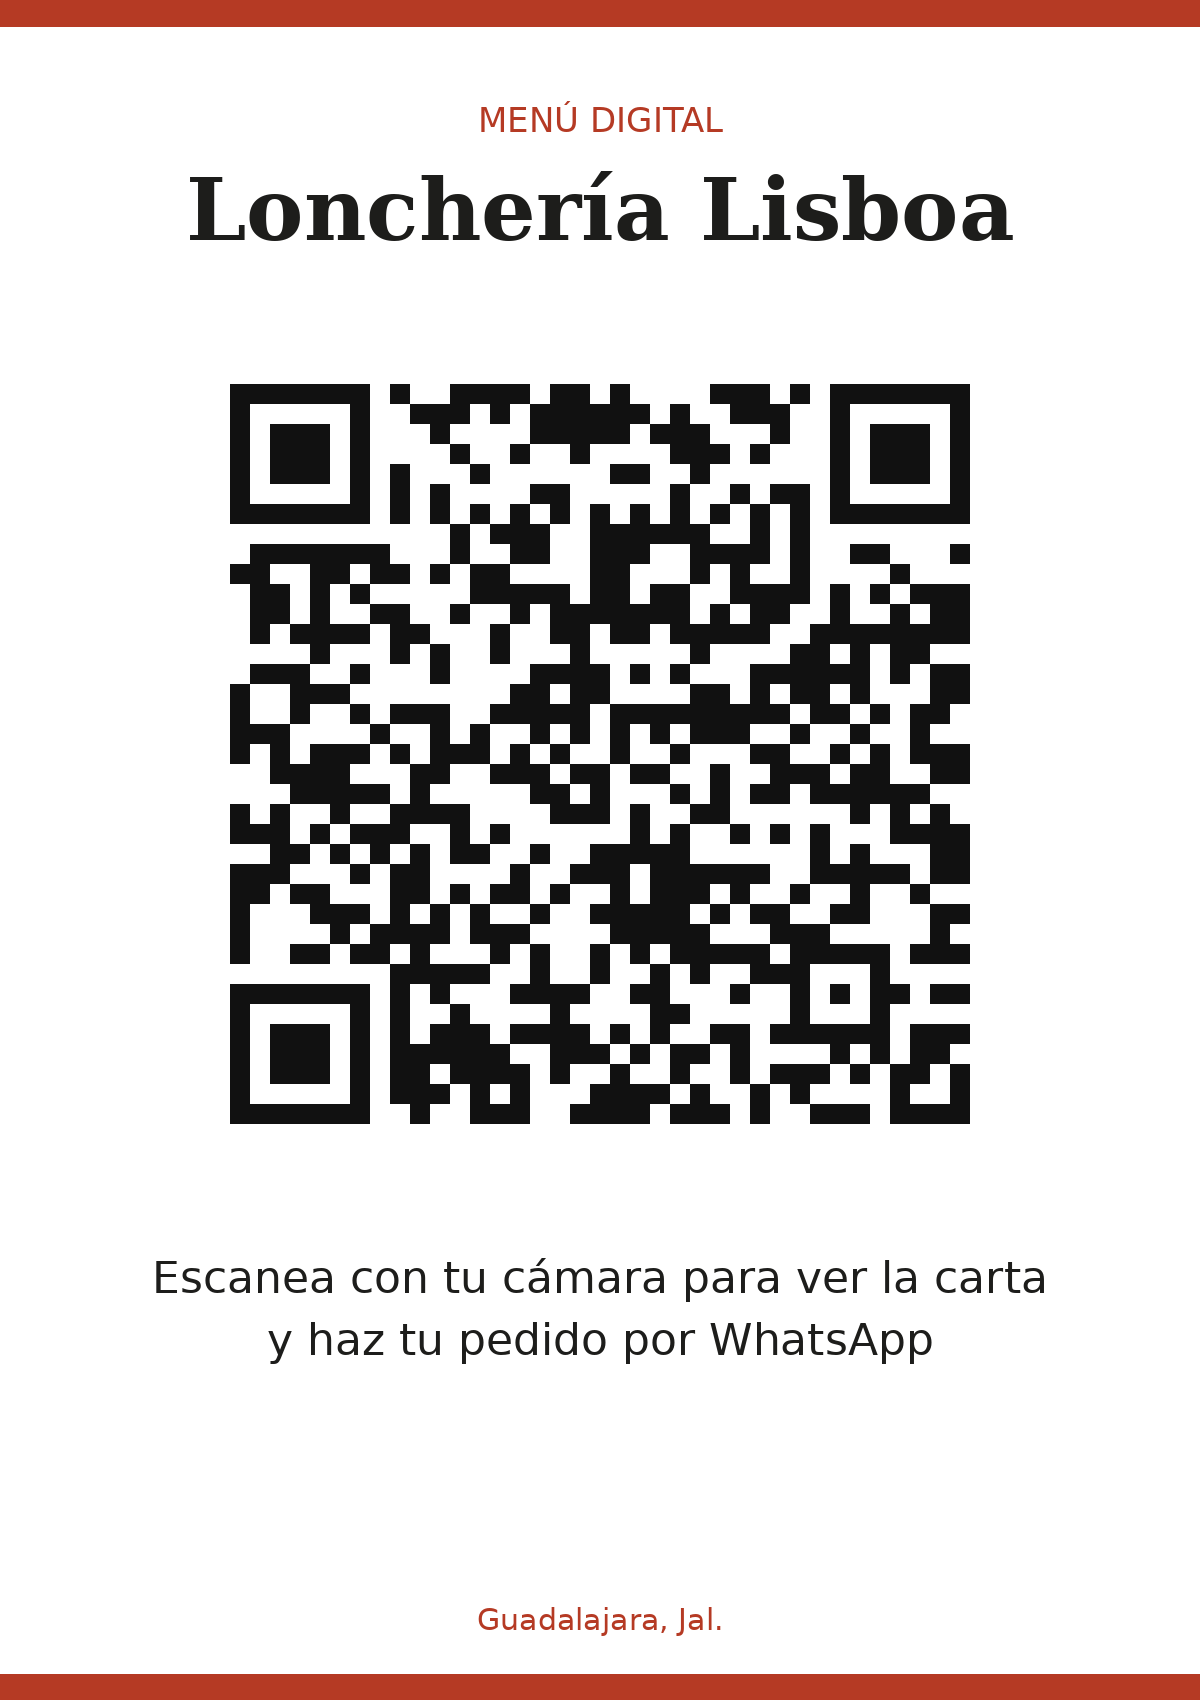 MENÚ DIGITAL
Lonchería Lisboa
Escanea con tu cámara para ver la carta
y haz tu pedido por WhatsApp
Guadalajara, Jal.